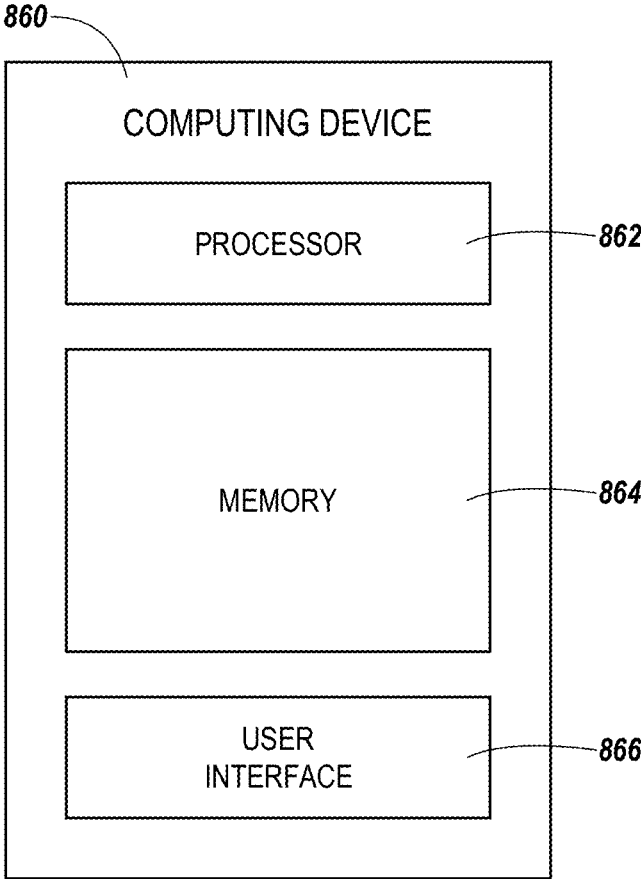 860
COMPUTING DEVICE
PROCESSOR
862
MEMORY
864
USER
INTERFACE
866